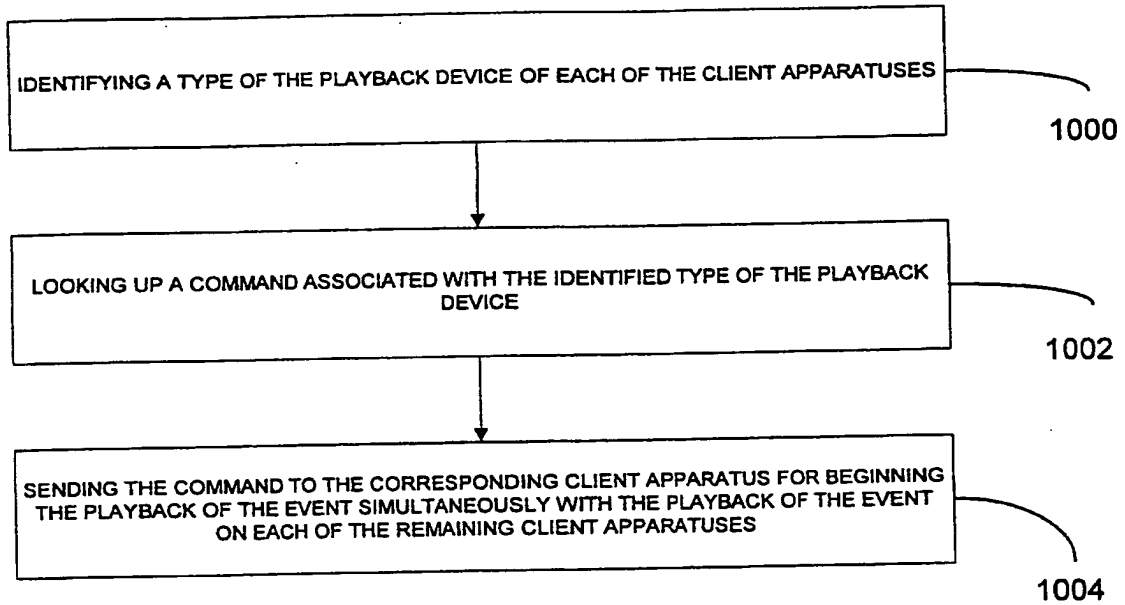 IDENTIFYING A TYPE OF THE PLAYBACK DEVICE OF EACH OF THE CLIENT APPARATUSES
1000
LOOKING UP A COMMAND ASSOCIATED WITH THE IDENTIFIED TYPE OF THE PLAYBACK
DEVICE
1002
SENDING THE COMMAND TO THE CORRESPONDING CLIENT APPARATUS FOR BEGINNING
THE PLAYBACK OF THE EVENT SIMULTANEOUSLY WITH THE PLAYBACK OF THE EVENT
ON EACH OF THE REMAINING CLIENT APPARATUSES
1004